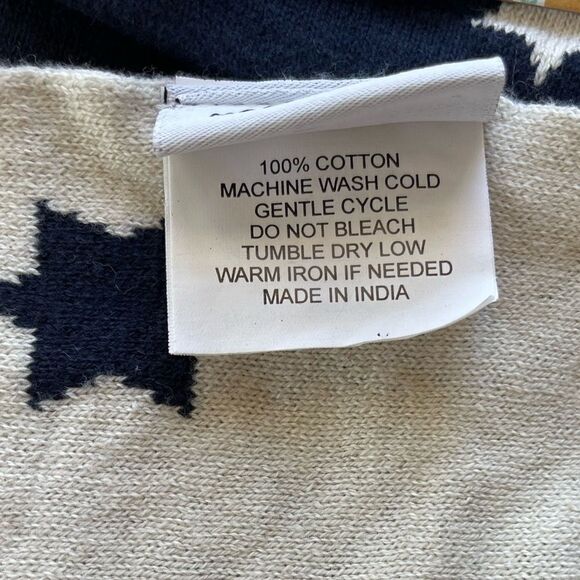 100% COTTON
MACHINE WASH COLD
GENTLE CYCLE
DO NOT BLEACH
TUMBLE DRY LOW
WARM IRON IF NEEDED
MADE IN INDIA